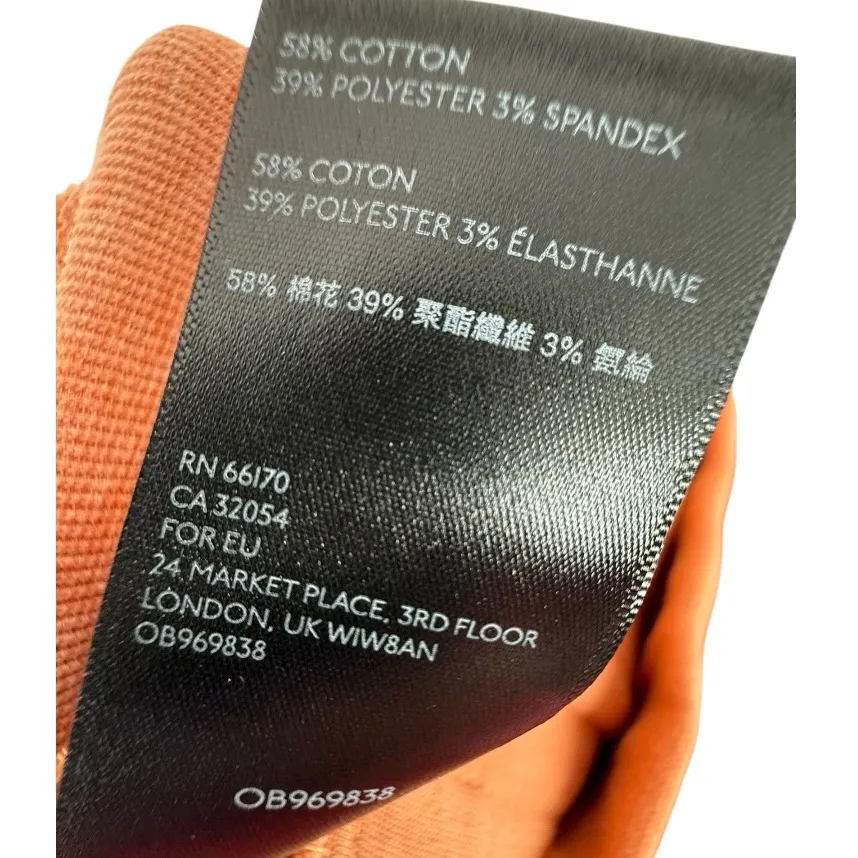 58% COTTON
39% POLYESTER 3% SPANDEX
58% COTON
39% POLYESTER 3% ÉLASTHANNE
58% 棉花 39% 聚酯纖維 3% 氨綸
RN 66170
CA 32054
FOR EU
24 MARKET PLACE, 3RD FLOOR
LONDON, UK W1W8AN
OB969838
OB969838